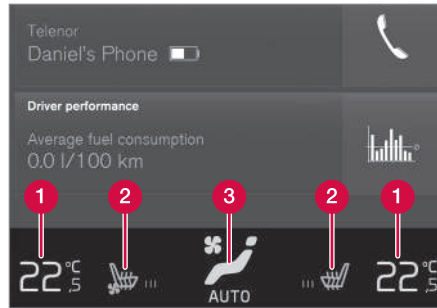 Telenor
Daniel's Phone
Driver performance
Average fuel consumption
0.0 l/100 km
1 2 3 2 1
22°C,5 AUTO 22°C,5